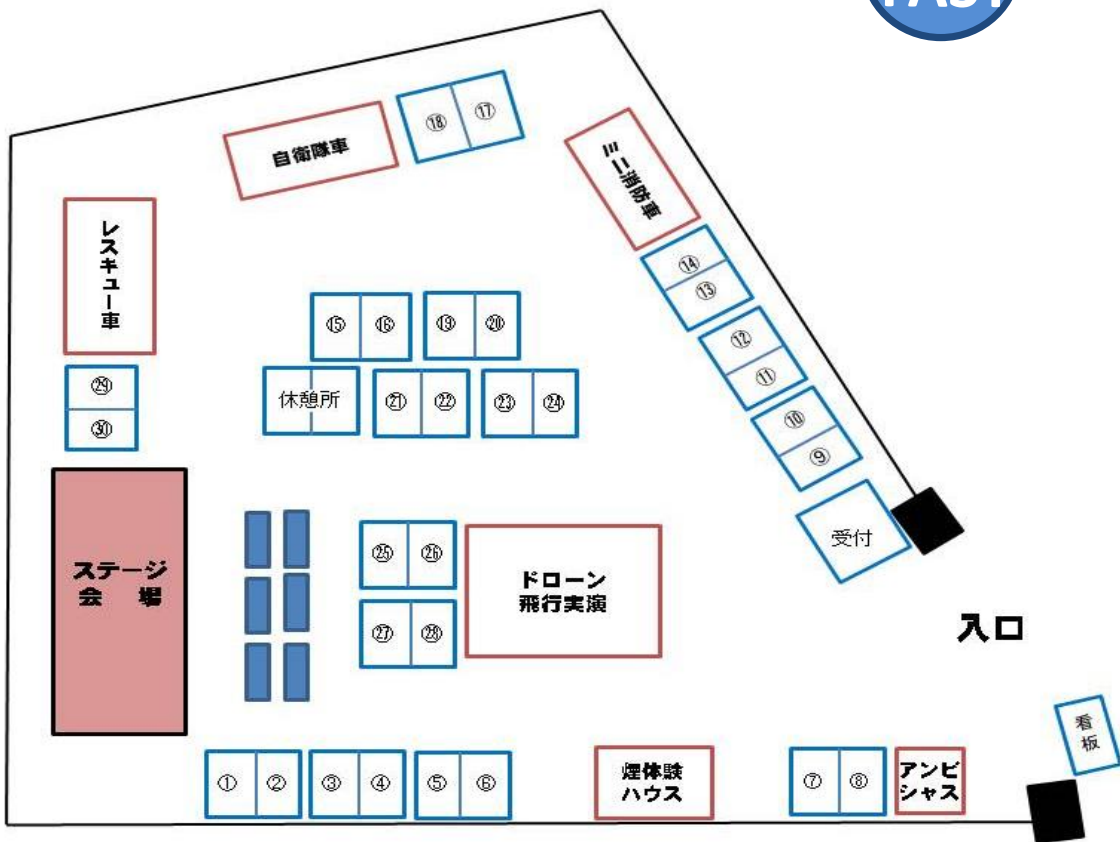 FAST
⑱ ⑰
自衛隊車
ミニ消防車
レスキュー車
⑭
⑬
⑮ ⑯ ⑲ ⑳
⑫
⑪
㉙
㉚
休憩所 ㉑ ㉒ ㉓ ㉔
⑩
⑨
受付
㉕ ㉖
ステージ
会場
ドローン
飛行実演
㉗ ㉘
入口
看
板
① ② ③ ④ ⑤ ⑥
煙体験
ハウス
⑦ ⑧
アンビ
シャス